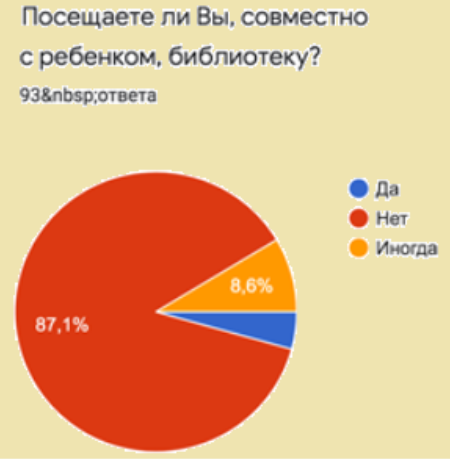 Посещаете ли Вы, совместно
с ребенком, библиотеку?
93&nbsp;ответа
Да
Нет
Иногда
8,6%
87,1%